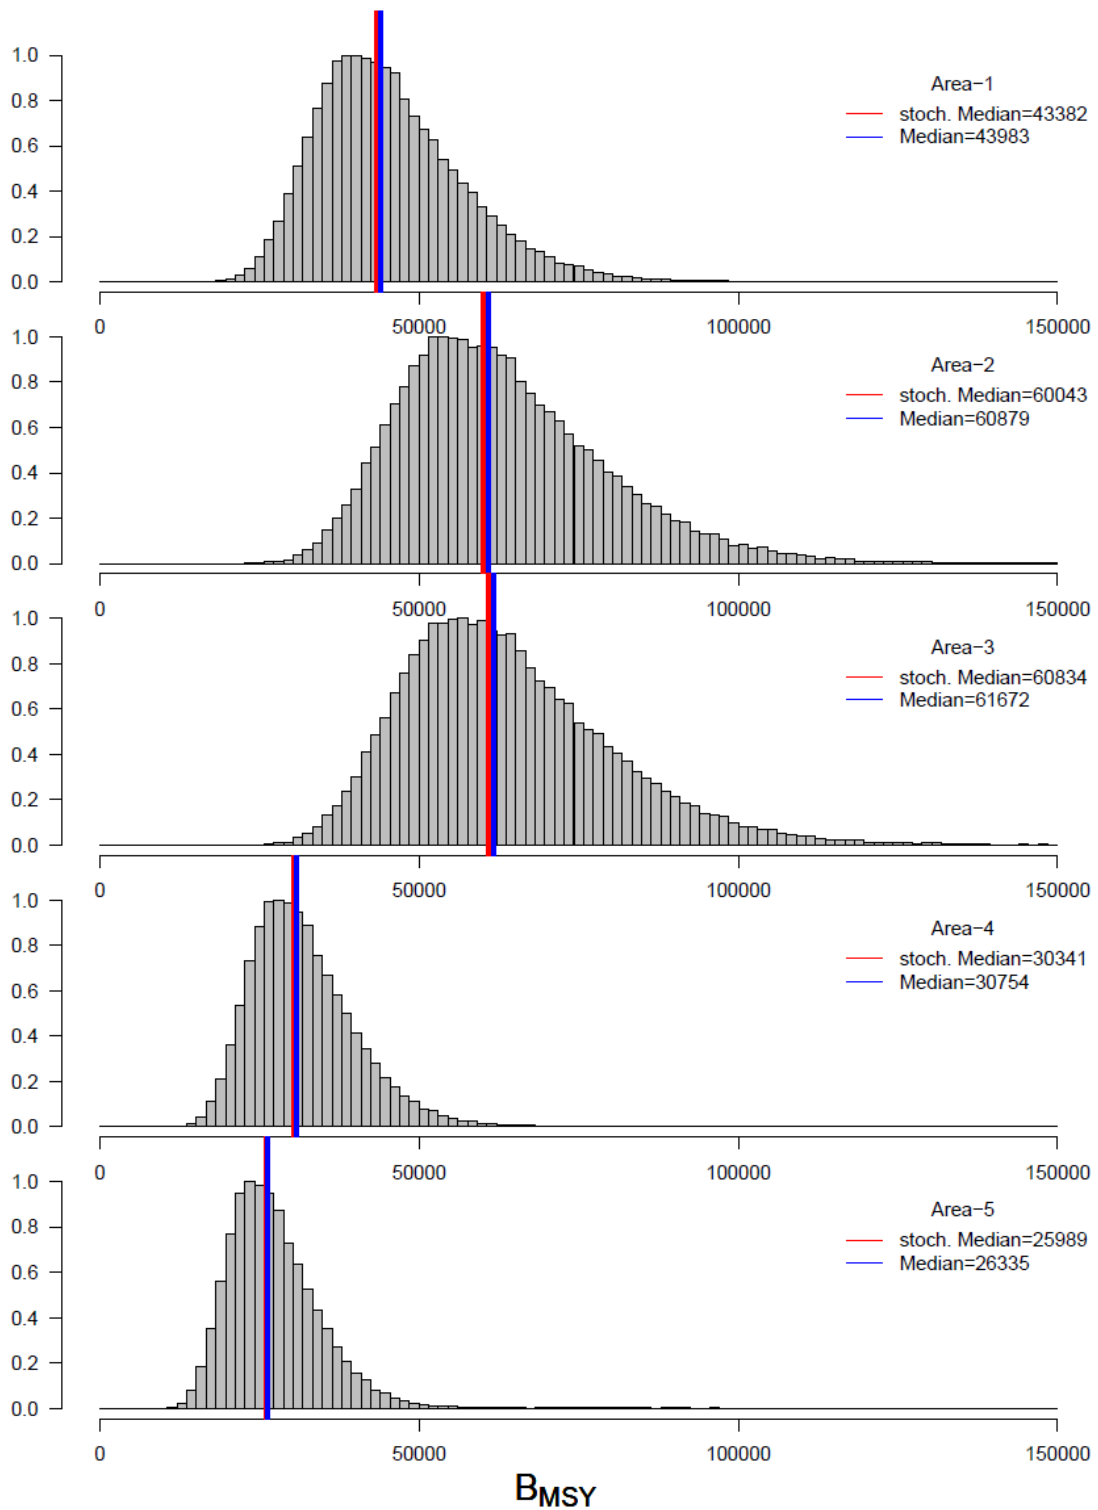 1.0
0.8
0.6
0.4
0.2
0.0
Area−1
stoch. Median=43382
Median=43983
0 50000 100000 150000
1.0
0.8
0.6
0.4
0.2
0.0
Area−2
stoch. Median=60043
Median=60879
0 50000 100000 150000
1.0
0.8
0.6
0.4
0.2
0.0
Area−3
stoch. Median=60834
Median=61672
0 50000 100000 150000
1.0
0.8
0.6
0.4
0.2
0.0
Area−4
stoch. Median=30341
Median=30754
0 50000 100000 150000
1.0
0.8
0.6
0.4
0.2
0.0
Area−5
stoch. Median=25989
Median=26335
0 50000 100000 150000
BMSY